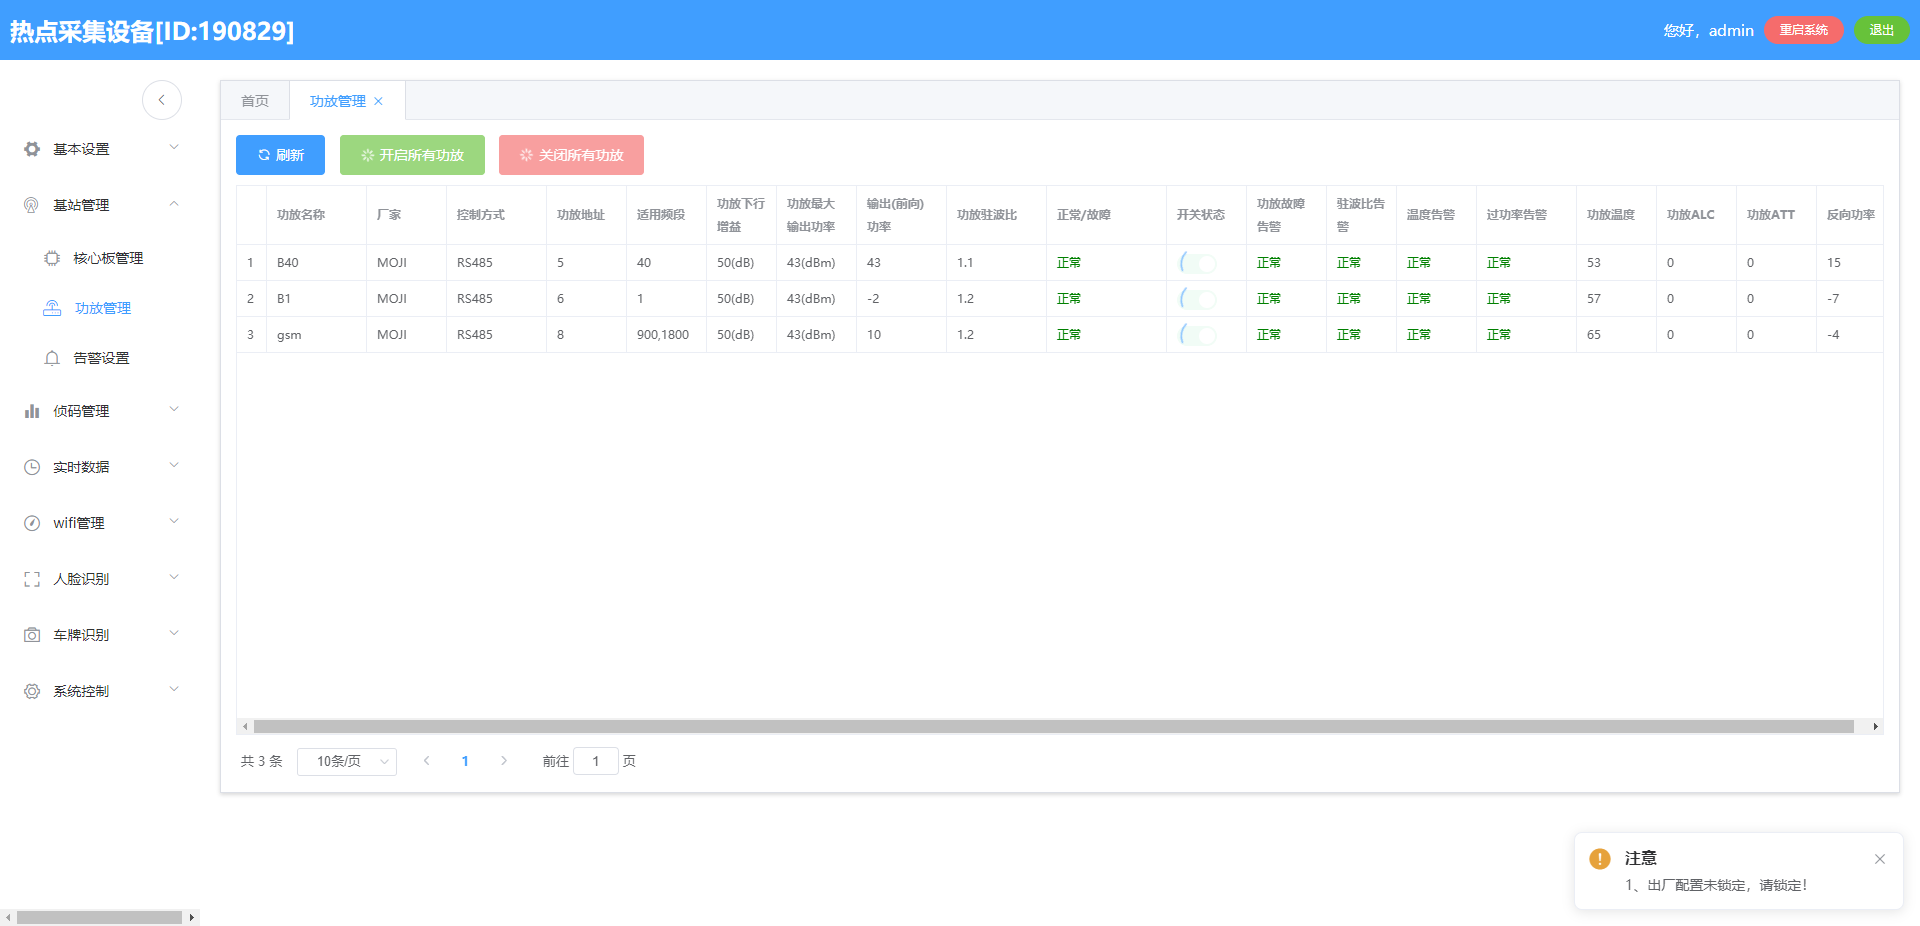 热点采集设备[ID:190829]
您好，admin
重启系统
退出
首页
功放管理
基本设置
基站管理
核心板管理
功放管理
告警设置
侦码管理
实时数据
wifi管理
人脸识别
车牌识别
系统控制
刷新
开启所有功放
关闭所有功放
功放名称 厂家 控制方式 功放地址 适用频段 功放下行增益 功放最大输出功率 输出(前向)功率 功放驻波比 正常/故障 开关状态 功放故障告警 驻波比告警 温度告警 过功率告警 功放温度 功放ALC 功放ATT 反向功率
1 B40 MOJI RS485 5 40 50(dB) 43(dBm) 43 1.1 正常 正常 正常 正常 正常 53 0 0 15
2 B1 MOJI RS485 6 1 50(dB) 43(dBm) -2 1.2 正常 正常 正常 正常 正常 57 0 0 -7
3 gsm MOJI RS485 8 900,1800 50(dB) 43(dBm) 10 1.2 正常 正常 正常 正常 正常 65 0 0 -4
共 3 条 10条/页 1 前往 1 页
注意
1、出厂配置未锁定，请锁定！